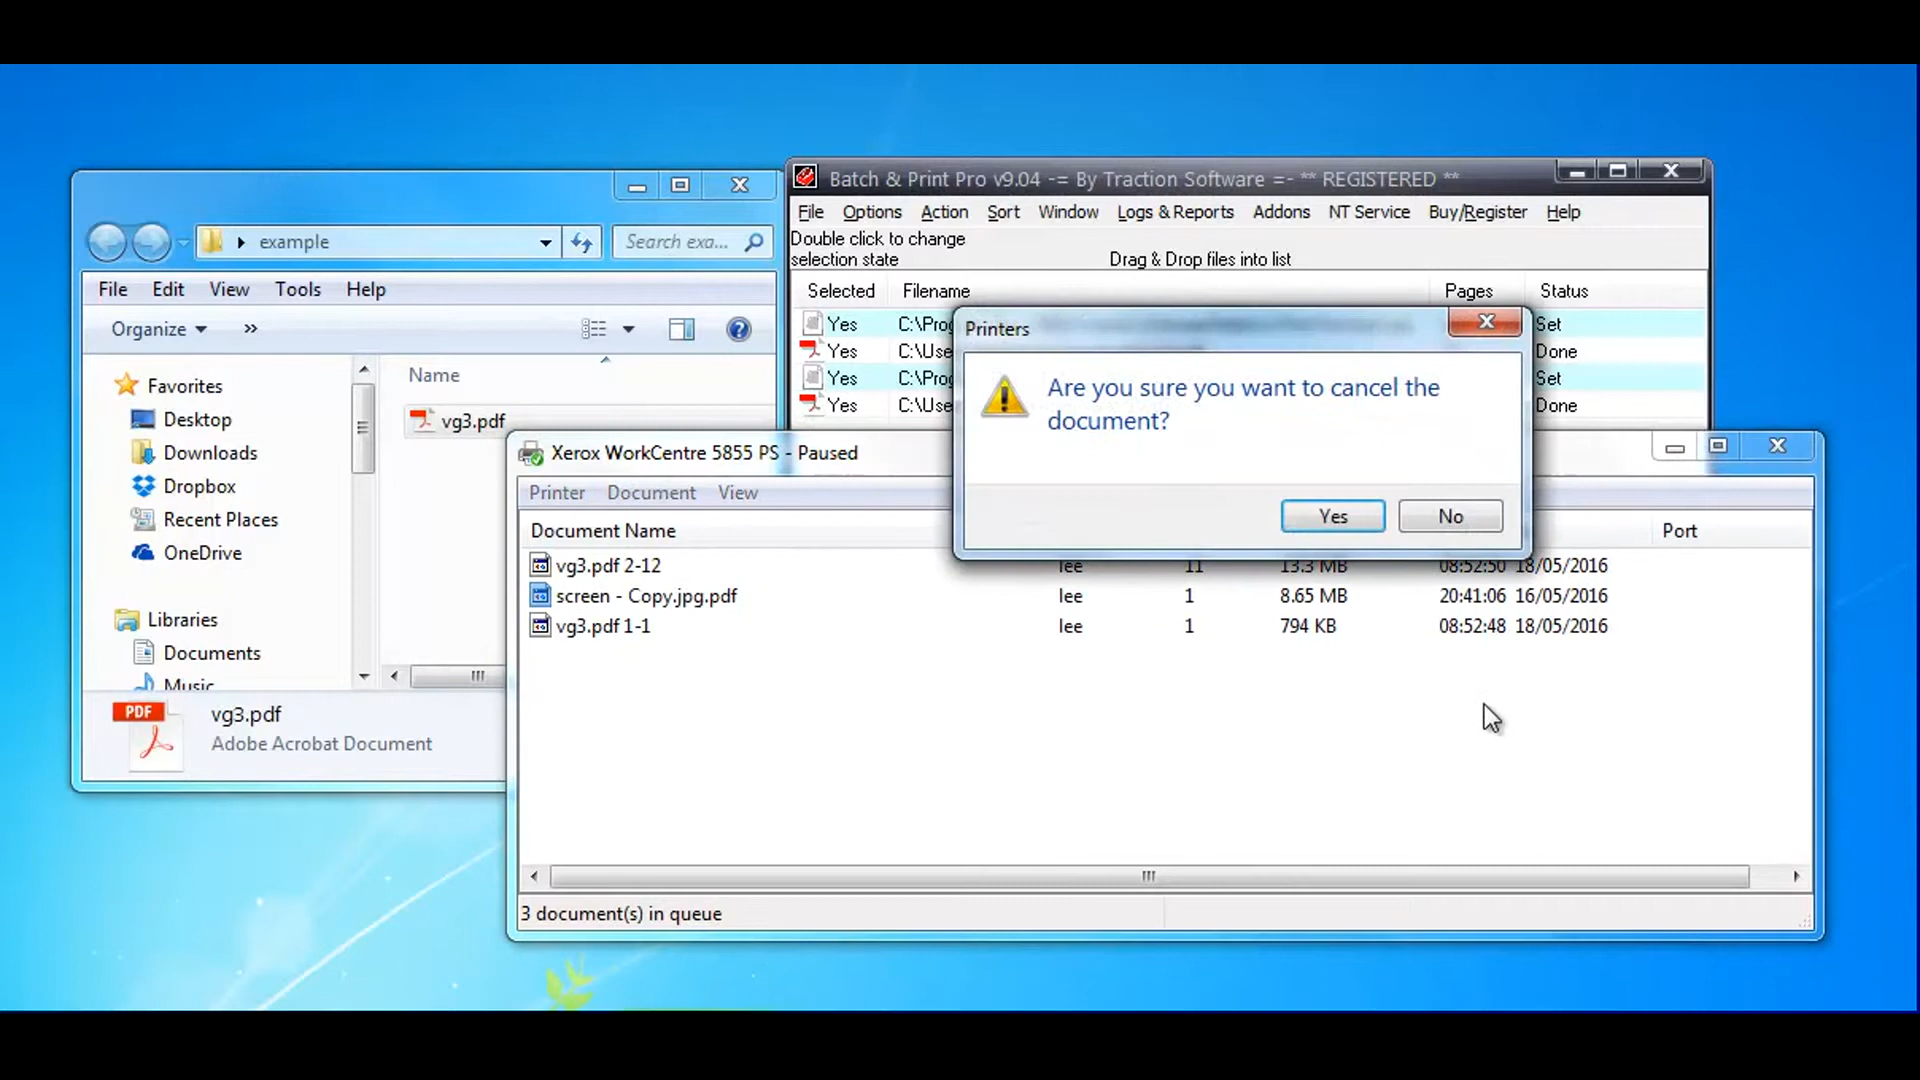 example
Search exa...
File Edit View Tools Help
Organize »
Favorites
Desktop
Downloads
Dropbox
Recent Places
OneDrive
Libraries
Documents
Music
Name
vg3.pdf
PDF
vg3.pdf
Adobe Acrobat Document
Batch & Print Pro v9.04 -= By Traction Software =- ** REGISTERED **
File Options Action Sort Window Logs & Reports Addons NT Service Buy/Register Help
Double click to change
selection state
Drag & Drop files into list
Selected Filename Pages Status
Yes C:\Prog Set
Yes C:\Use Done
Yes C:\Prog Set
Yes C:\Use Done
Printers
Are you sure you want to cancel the
document?
Yes No
Xerox WorkCentre 5855 PS - Paused
Printer Document View
Document Name Port
vg3.pdf 2-12 lee 11 13.3 MB 08:52:50 18/05/2016
screen - Copy.jpg.pdf lee 1 8.65 MB 20:41:06 16/05/2016
vg3.pdf 1-1 lee 1 794 KB 08:52:48 18/05/2016
3 document(s) in queue